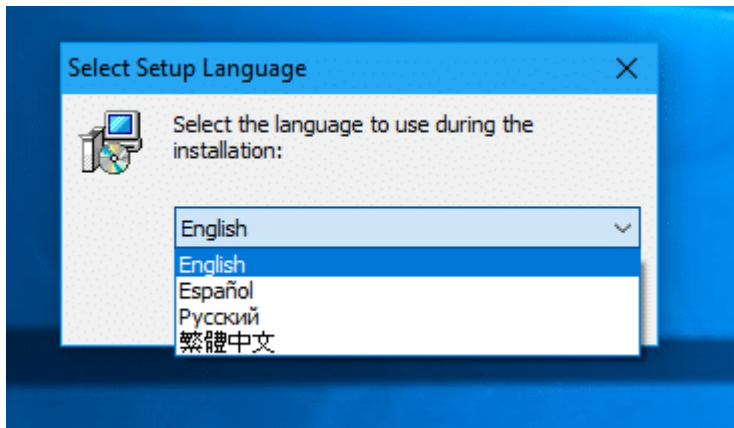 Select Setup Language
Select the language to use during the
installation:
English
English
Español
Русский
繁體中文